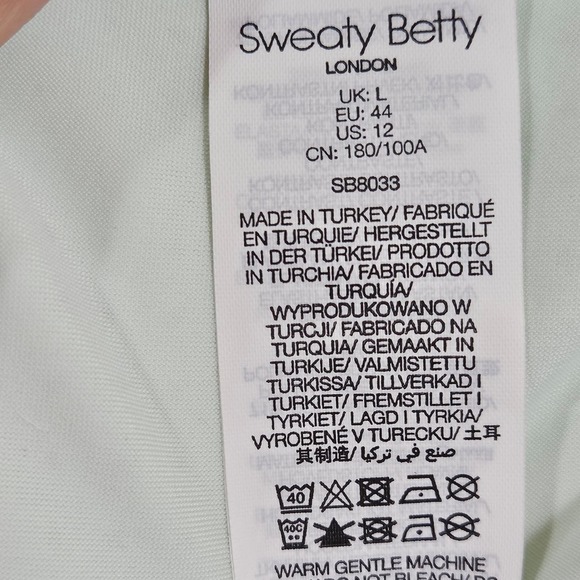 Sweaty Betty
LONDON
UK: L
EU: 44
US: 12
CN: 180/100A
SB8033
MADE IN TURKEY/ FABRIQUÉ
EN TURQUIE/ HERGESTELLT
IN DER TÜRKEI/ PRODOTTO
IN TURCHIA/ FABRICADO EN
TURQUÍA/
WYPRODUKOWANO W
TURCJI/ FABRICADO NA
TURQUIA/ GEMAAKT IN
TURKIJE/ VALMISTETTU
TURKISSA/ TILLVERKAD I
TURKIET/ FREMSTILLET I
TYRKIET/ LAGD I TYRKIA/
VYROBENÉ V TURECKU/ 土耳
其制造/ صنع في تركيا/
40
40C
WARM GENTLE MACHINE
DO NOT BLEACH/